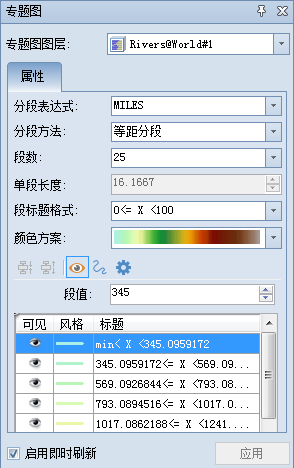 专题图
专题图图层: Rivers@World#1
属性
分段表达式: MILES
分段方法: 等距分段
段数: 25
单段长度: 16.1667
段标题格式: 0<= X <100
颜色方案:
段值: 345
可见 风格 标题
min< X <345.0959172
345.0959172<= X <569.09...
569.0926844<= X <793.08...
793.0894516<= X <1017.0...
1017.0862188<= X <1241....
启用即时刷新 应用